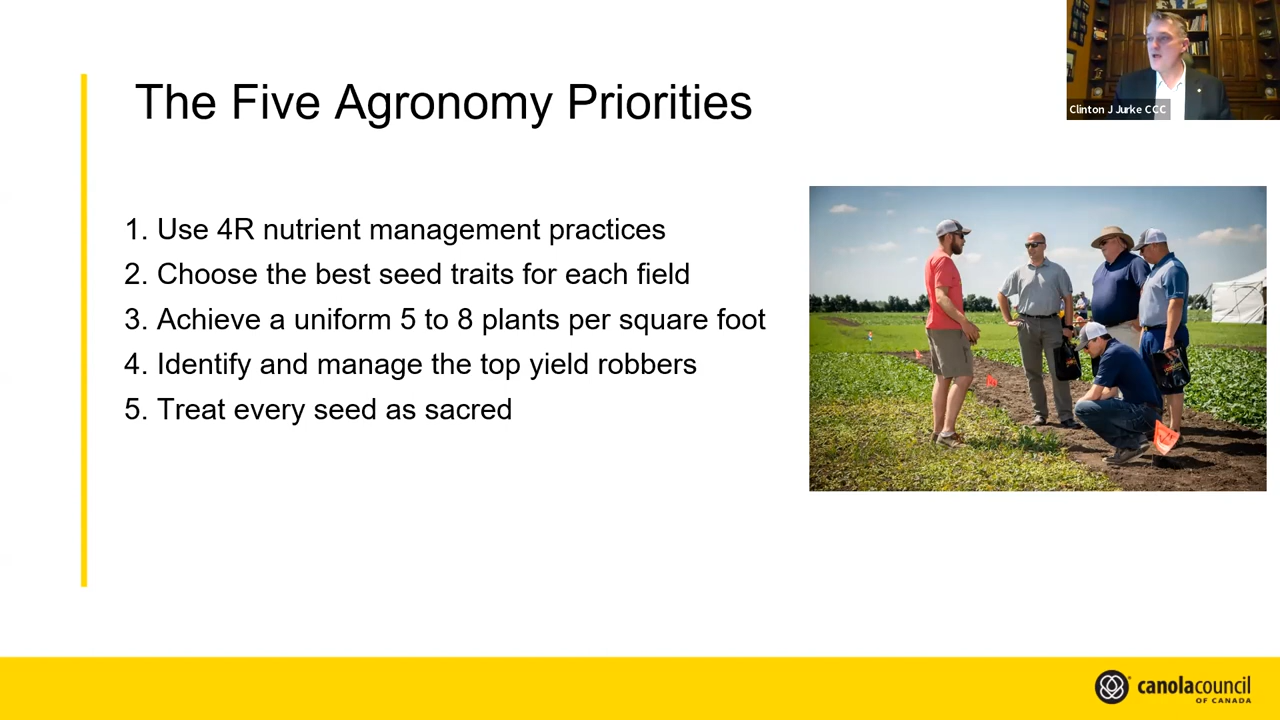 The Five Agronomy Priorities
Clinton J Jurke CCC
1. Use 4R nutrient management practices
2. Choose the best seed traits for each field
3. Achieve a uniform 5 to 8 plants per square foot
4. Identify and manage the top yield robbers
5. Treat every seed as sacred
canolacouncil
OF CANADA